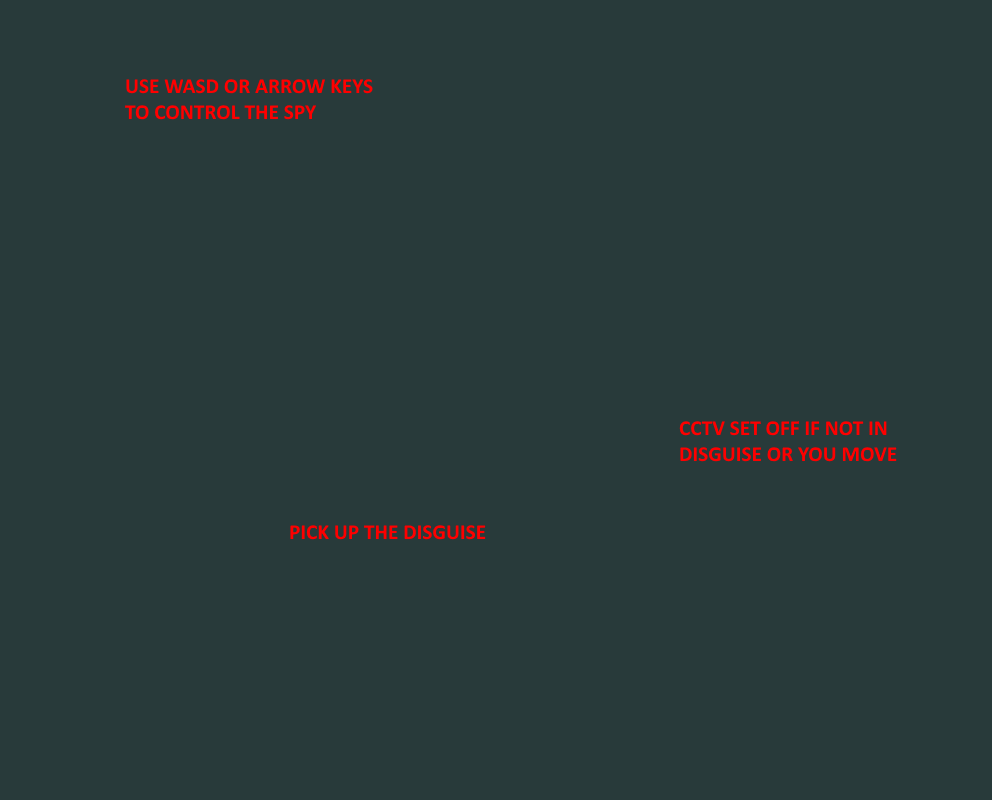 USE WASD OR ARROW KEYS
TO CONTROL THE SPY
CCTV SET OFF IF NOT IN
DISGUISE OR YOU MOVE
PICK UP THE DISGUISE